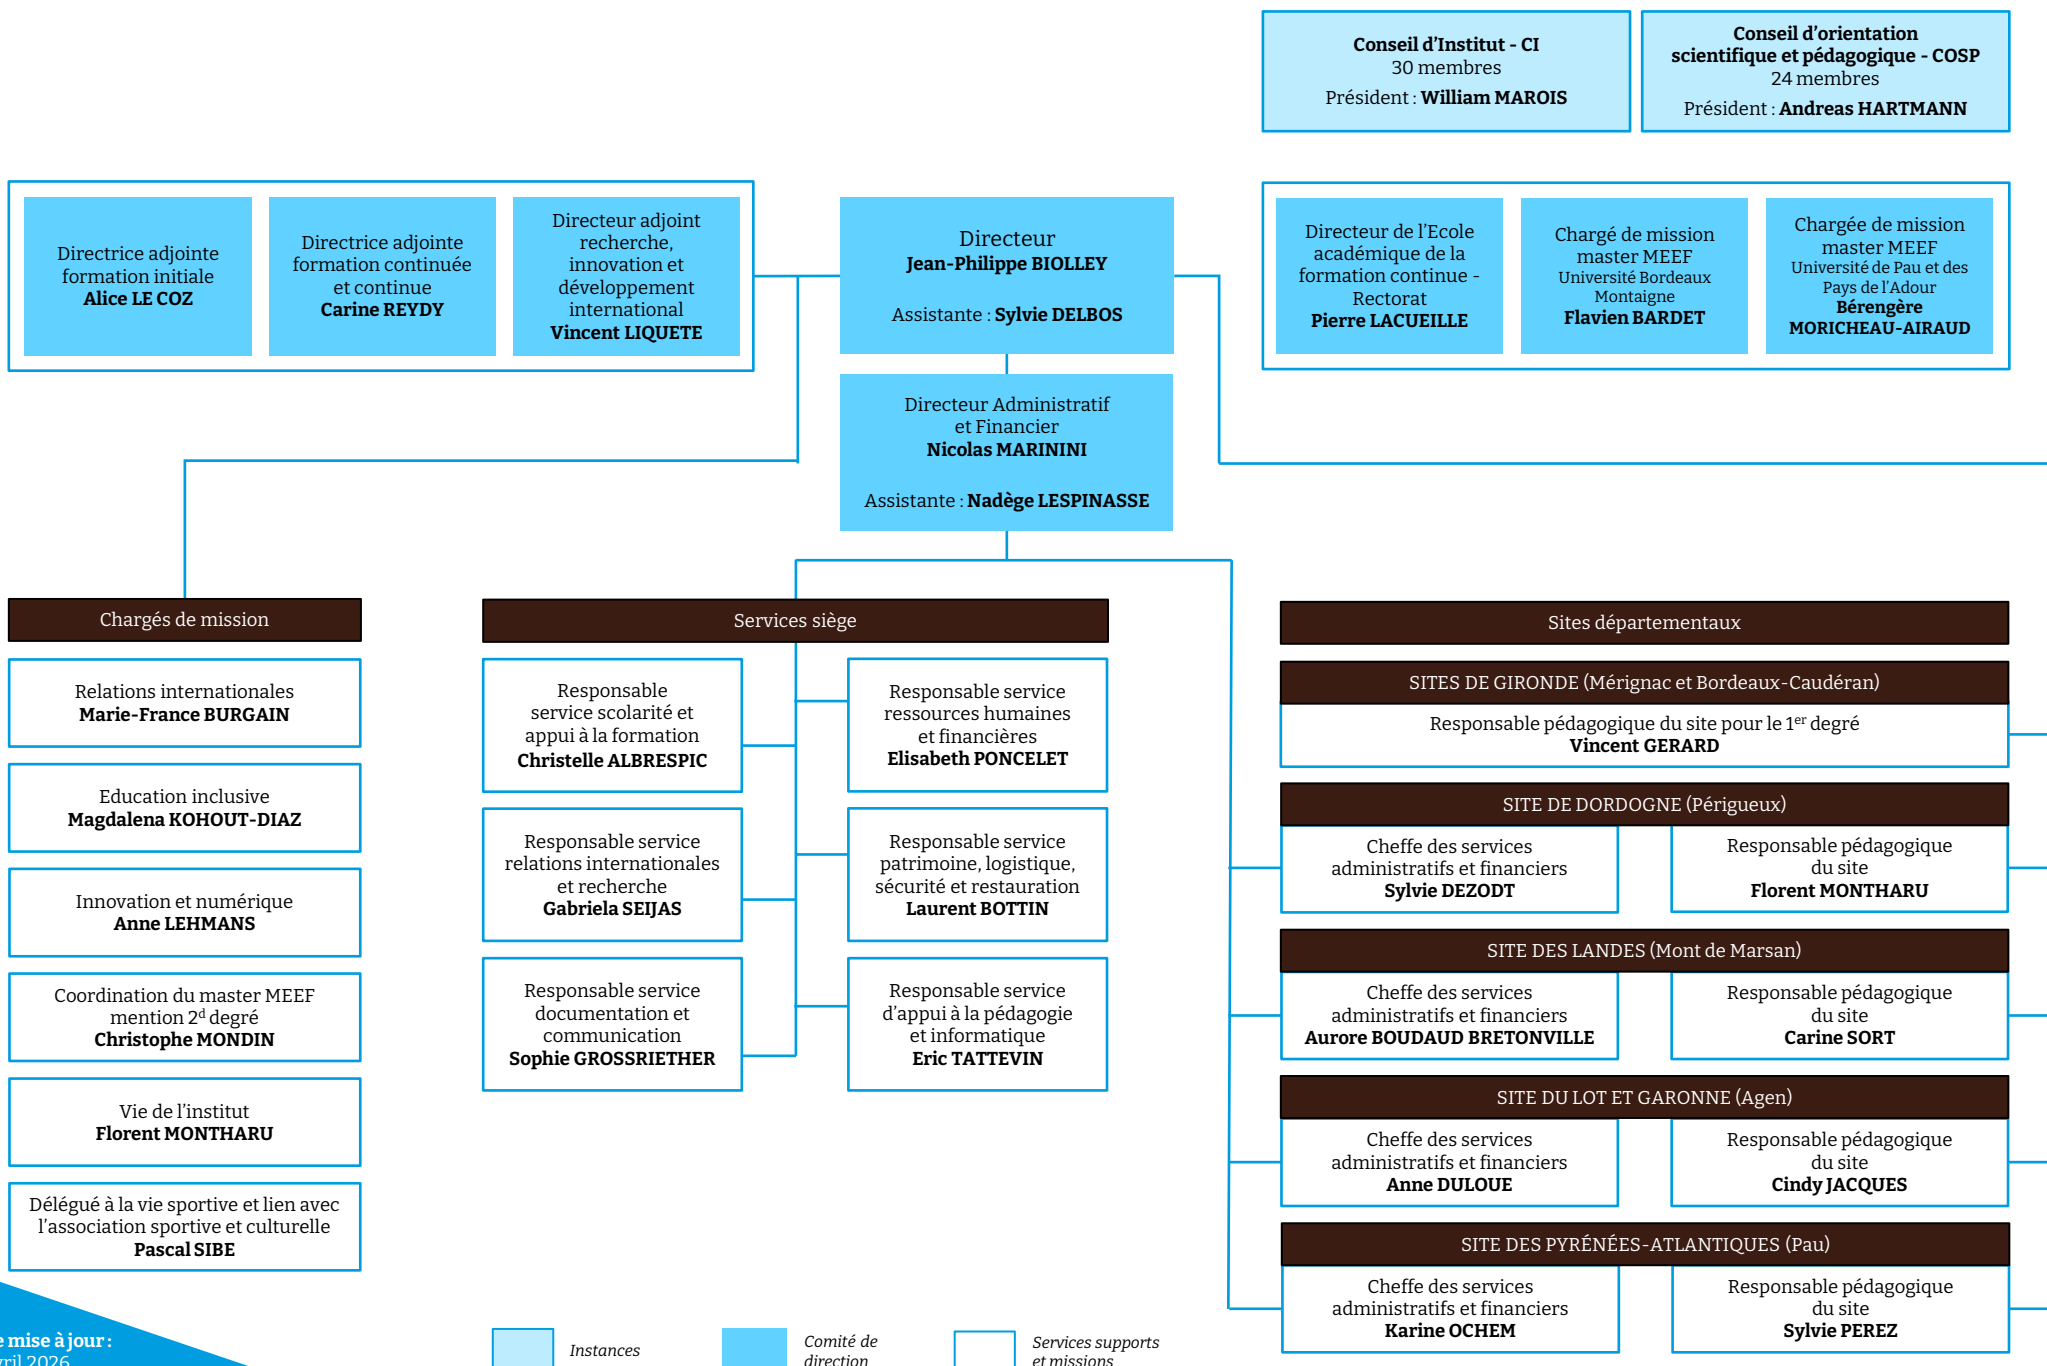 Conseil d'Institut - CI
30 membres
Président : William MAROIS
Conseil d'orientation
scientifique et pédagogique - COSP
24 membres
Président : Andreas HARTMANN
Directrice adjointe
formation initiale
Alice LE COZ
Directrice adjointe
formation continuée
et continue
Carine REYDY
Directeur adjoint
recherche,
innovation et
développement
international
Vincent LIQUETE
Directeur
Jean-Philippe BIOLLEY
Assistante : Sylvie DELBOS
Directeur de l'Ecole
académique de la
formation continue -
Rectorat
Pierre LACUEILLE
Chargé de mission
master MEEF
Université Bordeaux
Montaigne
Flavien BARDET
Chargée de mission
master MEEF
Université de Pau et des
Pays de l'Adour
Bérengère
MORICHEAU-AIRAUD
Directeur Administratif
et Financier
Nicolas MARININI
Assistante : Nadège LESPINASSE
Chargés de mission
Relations internationales
Marie-France BURGAIN
Education inclusive
Magdalena KOHOUT-DIAZ
Innovation et numérique
Anne LEHMANS
Coordination du master MEEF
mention 2d degré
Christophe MONDIN
Vie de l'institut
Florent MONTHARU
Délégué à la vie sportive et lien avec
l'association sportive et culturelle
Pascal SIBE
Services siège
Responsable
service scolarité et
appui à la formation
Christelle ALBRESPIC
Responsable service
ressources humaines
et financières
Elisabeth PONCELET
Responsable service
relations internationales
et recherche
Gabriela SEIJAS
Responsable service
patrimoine, logistique,
sécurité et restauration
Laurent BOTTIN
Responsable service
documentation et
communication
Sophie GROSSRIETHER
Responsable service
d'appui à la pédagogie
et informatique
Eric TATTEVIN
Sites départementaux
SITES DE GIRONDE (Mérignac et Bordeaux-Caudéran)
Responsable pédagogique du site pour le 1er degré
Vincent GERARD
SITE DE DORDOGNE (Périgueux)
Cheffe des services
administratifs et financiers
Sylvie DEZODT
Responsable pédagogique
du site
Florent MONTHARU
SITE DES LANDES (Mont de Marsan)
Cheffe des services
administratifs et financiers
Aurore BOUDAUD BRETONVILLE
Responsable pédagogique
du site
Carine SORT
SITE DU LOT ET GARONNE (Agen)
Cheffe des services
administratifs et financiers
Anne DULOUE
Responsable pédagogique
du site
Cindy JACQUES
SITE DES PYRÉNÉES-ATLANTIQUES (Pau)
Cheffe des services
administratifs et financiers
Karine OCHEM
Responsable pédagogique
du site
Sylvie PEREZ
mise à jour :
2026
Instances
Comité de
direction
Services supports
et missions